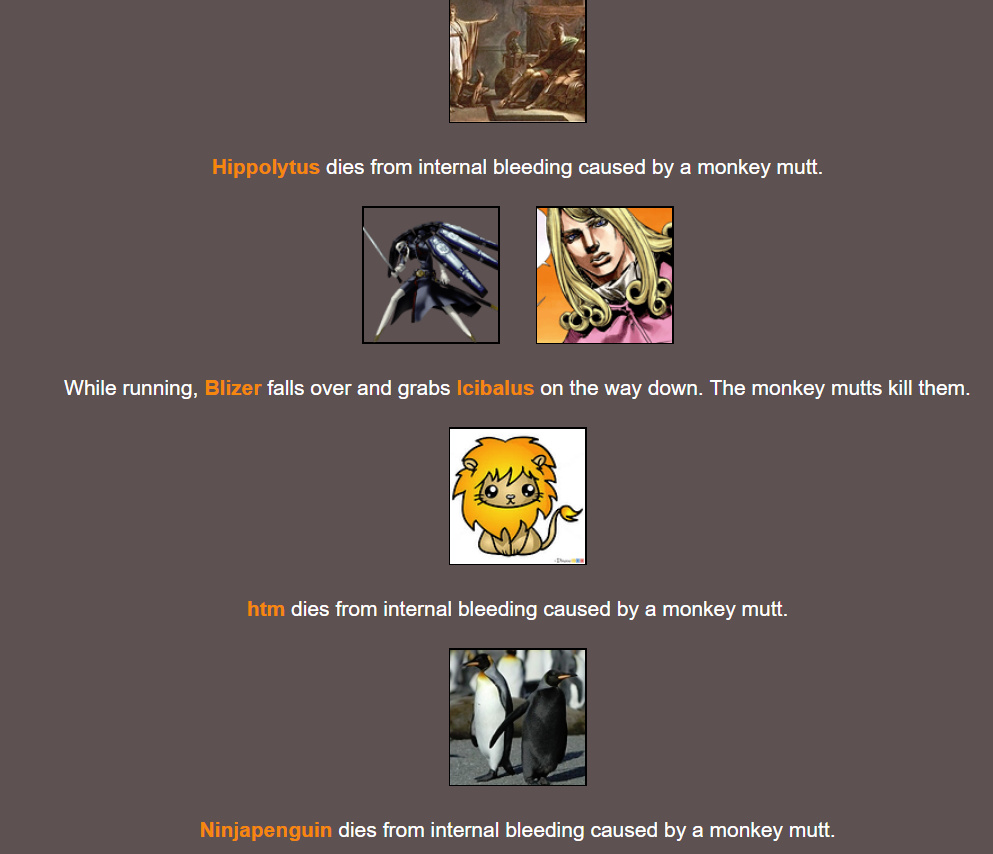 Hippolytus dies from internal bleeding caused by a monkey mutt.
While running, Blizer falls over and grabs Icibalus on the way down. The monkey mutts kill them.
htm dies from internal bleeding caused by a monkey mutt.
Ninjapenguin dies from internal bleeding caused by a monkey mutt.